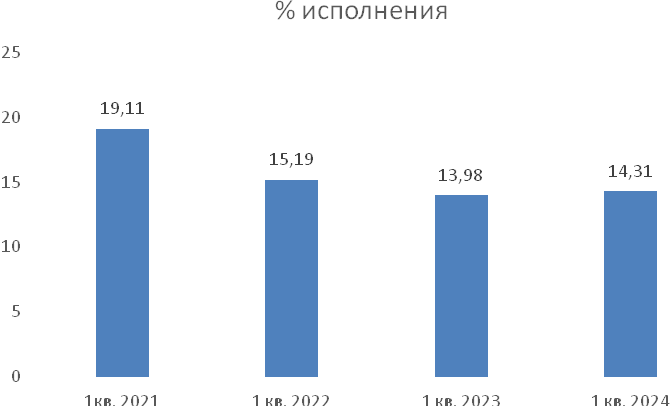 % исполнения
25
20
15
10
5
0
19,11
15,19
13,98
14,31
1кв. 2021
1 кв. 2022
1 кв. 2023
1 кв. 2024